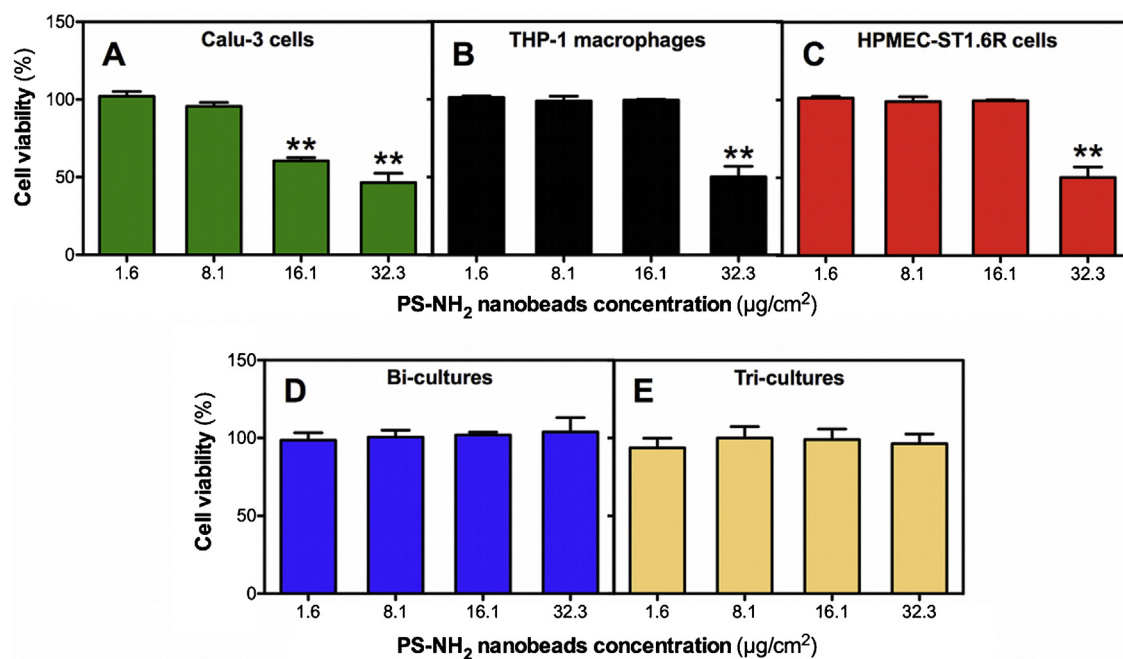 150
100
50
0
Cell viability (%)
A
Calu-3 cells
**
**
1.6
8.1
16.1
32.3
B
THP-1 macrophages
**
1.6
8.1
16.1
32.3
C
HPMEC-ST1.6R cells
**
1.6
8.1
16.1
32.3
PS-NH₂ nanobeads concentration (µg/cm²)
150
100
50
0
Cell viability (%)
D
Bi-cultures
1.6
8.1
16.1
32.3
E
Tri-cultures
1.6
8.1
16.1
32.3
PS-NH₂ nanobeads concentration (µg/cm²)